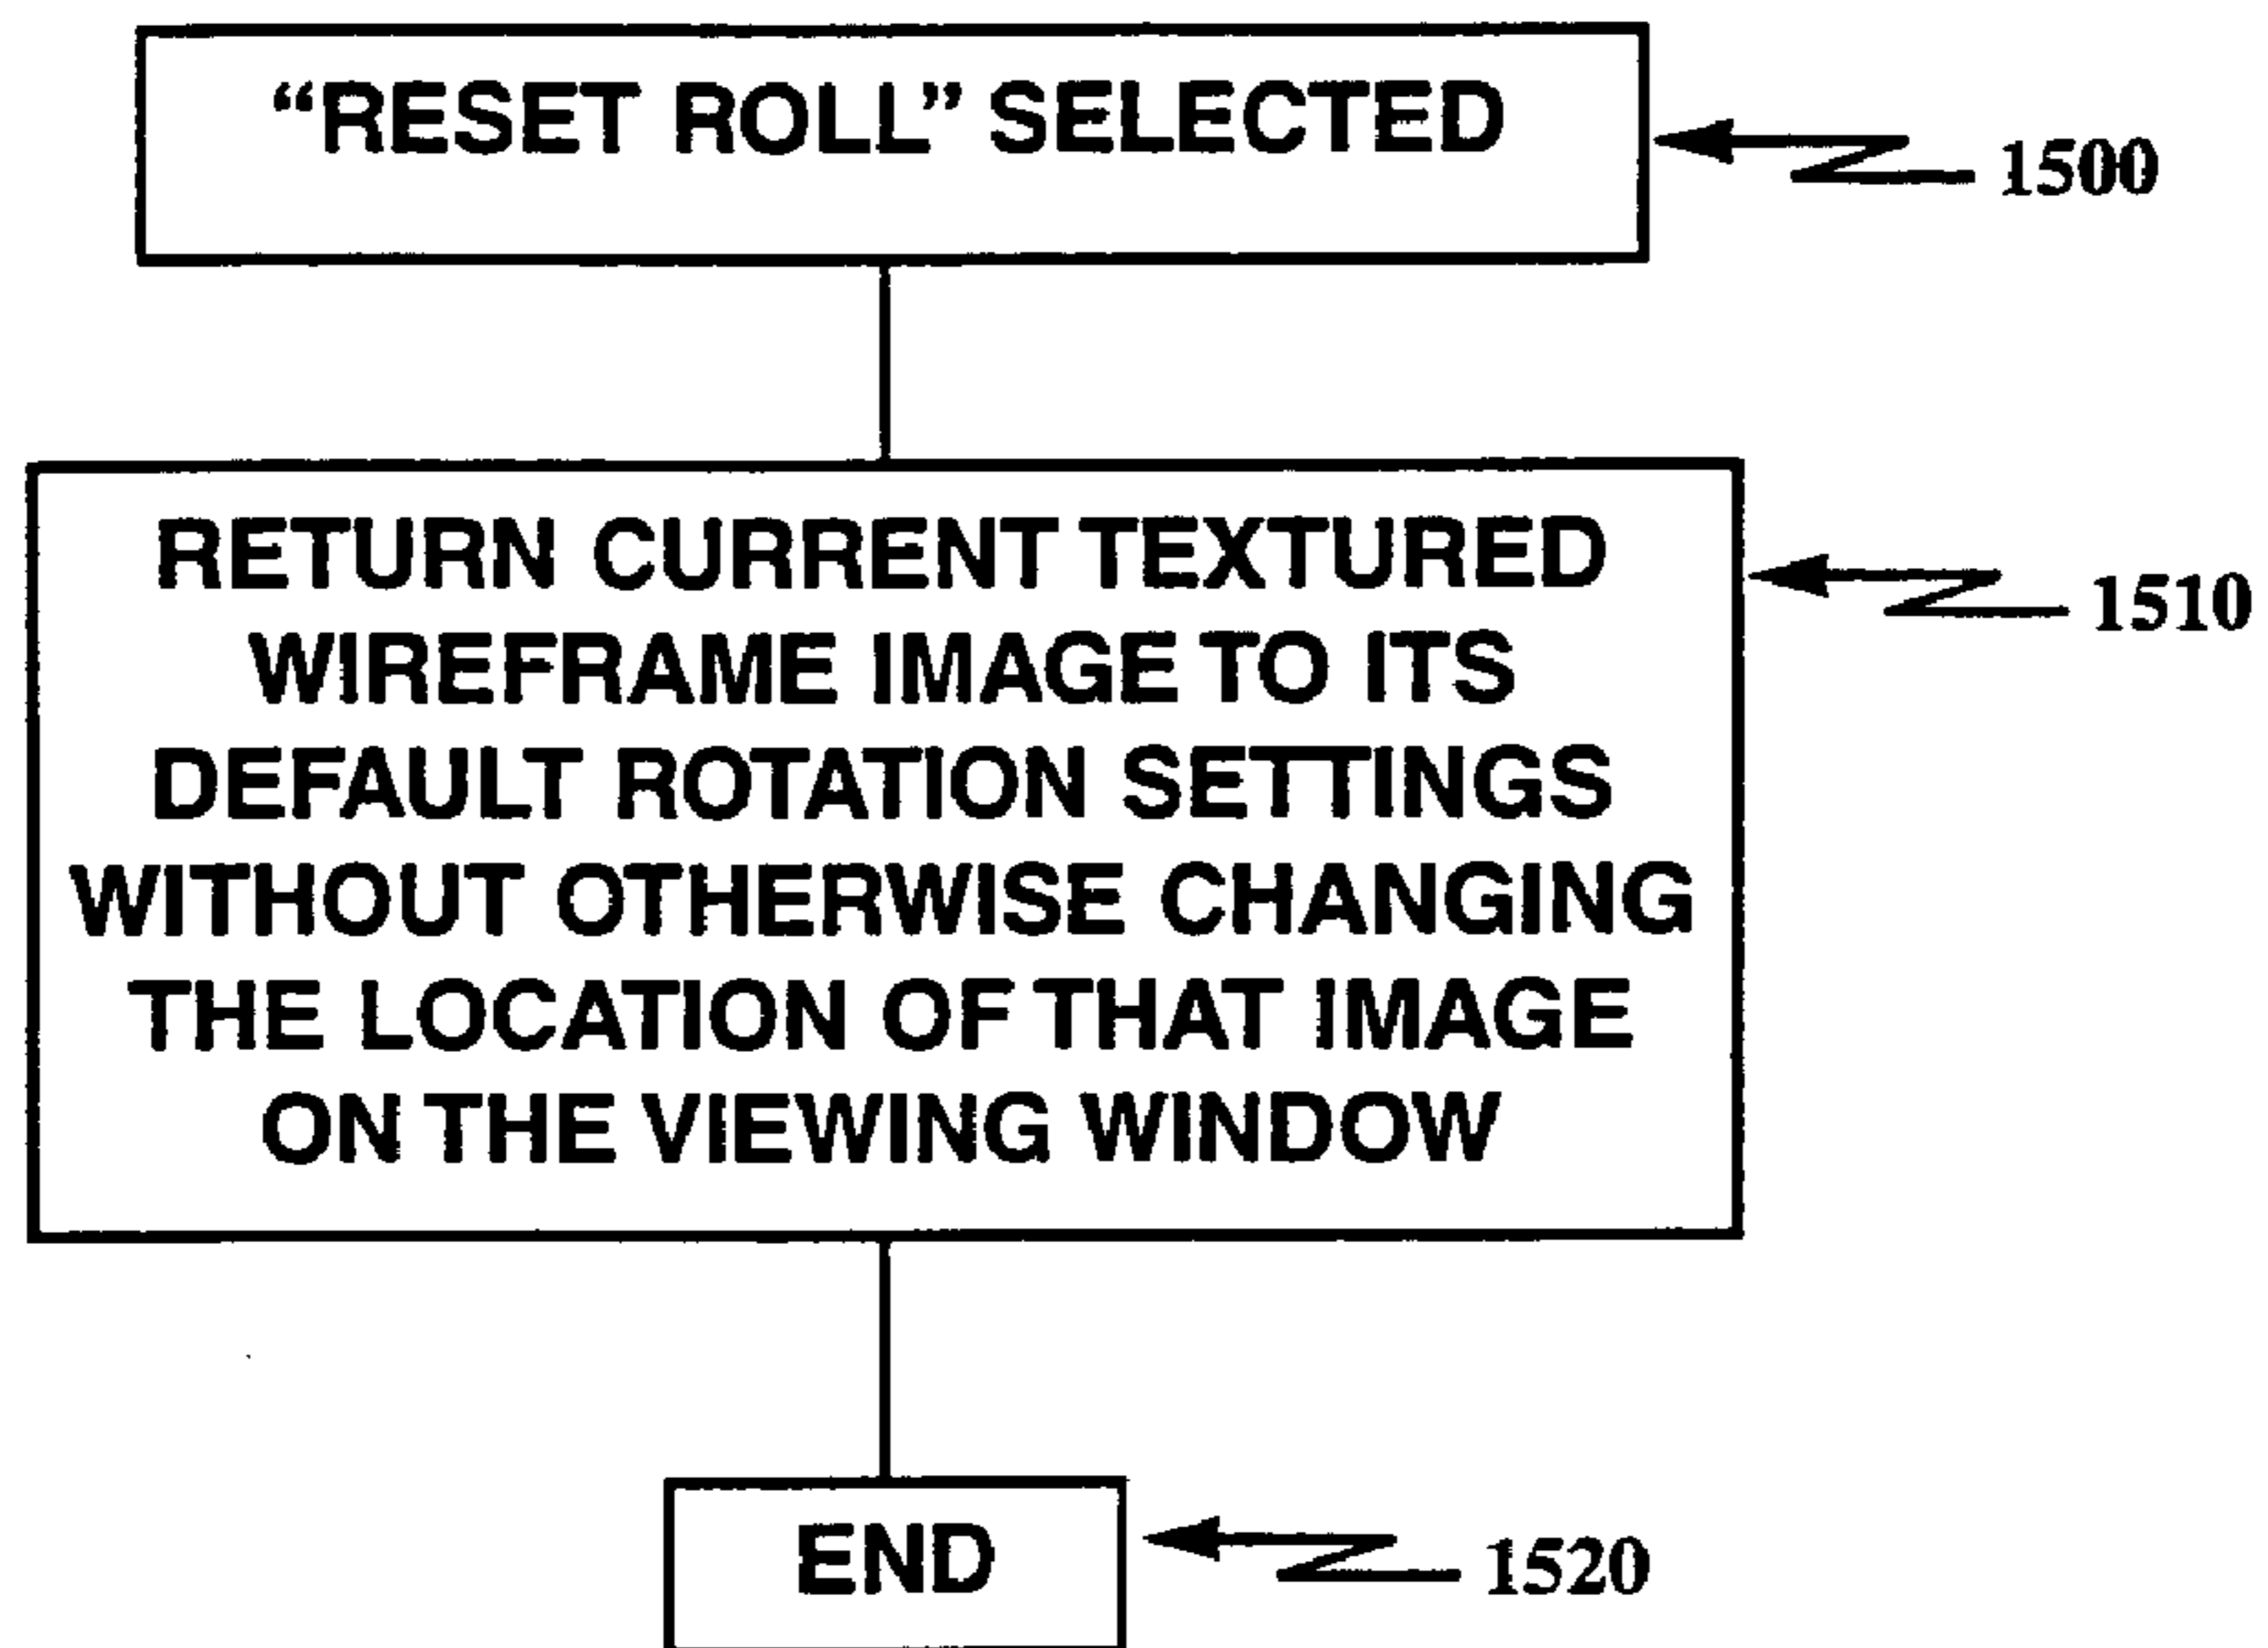 “RESET ROLL” SELECTED
1500
RETURN CURRENT TEXTURED
1510
WIREFRAME IMAGE TO ITS
DEFAULT ROTATION SETTINGS
WITHOUT OTHERWISE CHANGING
THE LOCATION OF THAT IMAGE
ON THE VIEWING WINDOW
END
1520